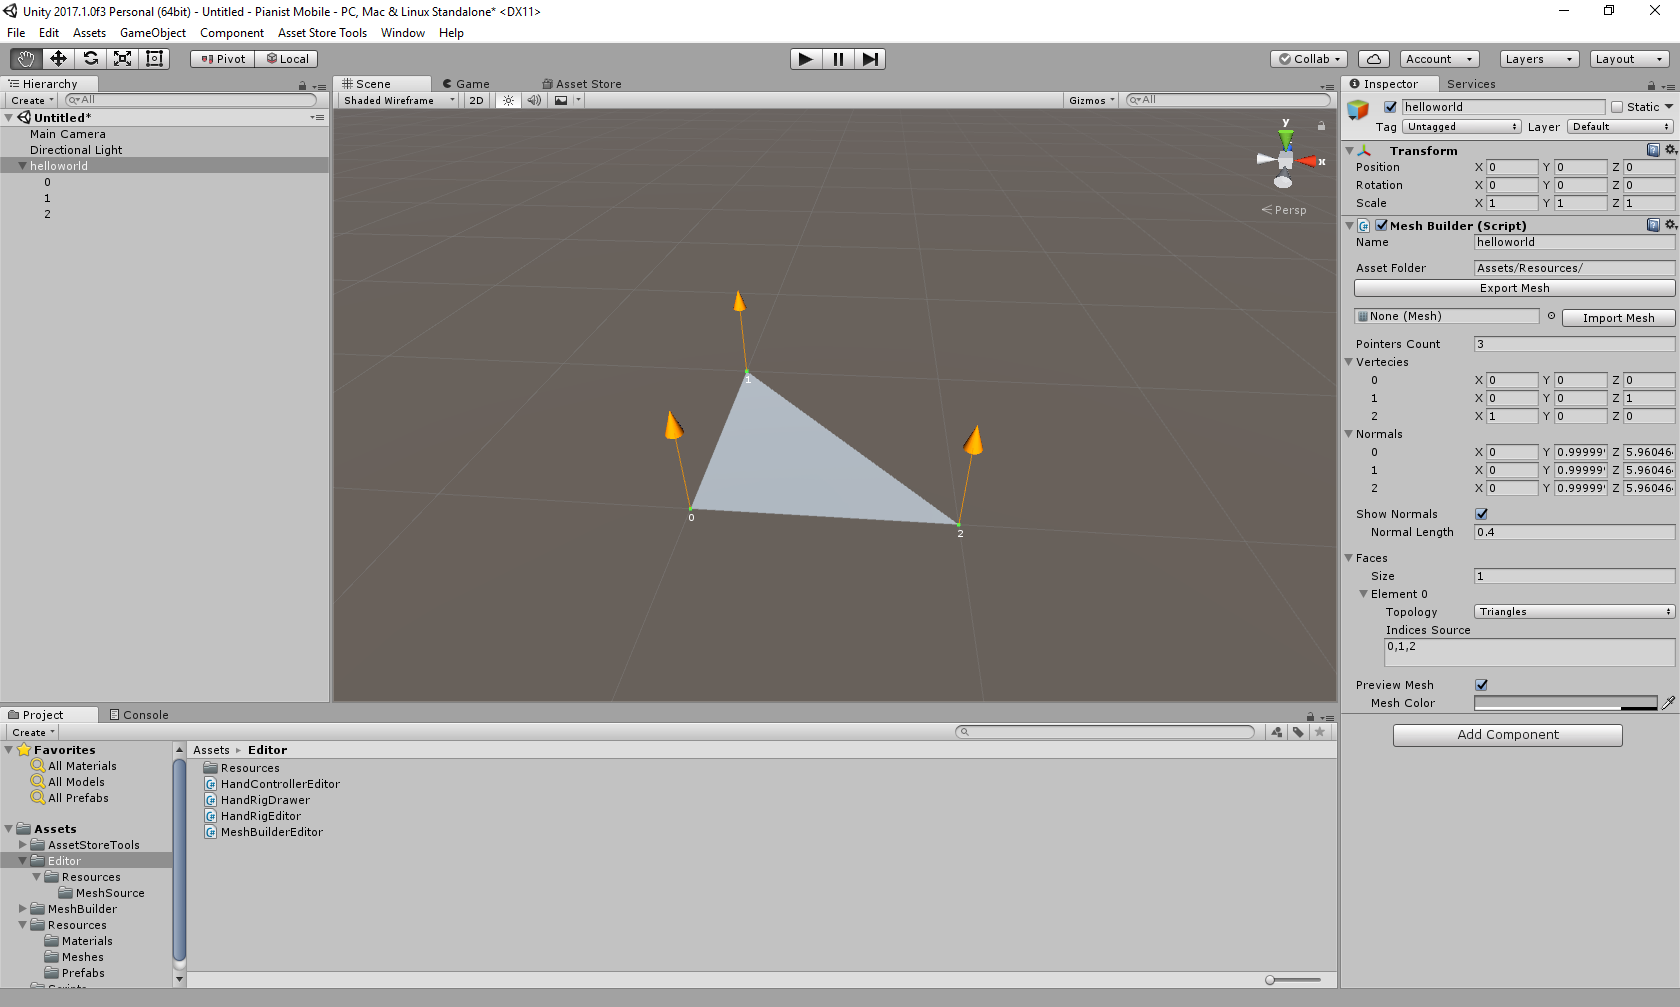 Unity 2017.1.0f3 Personal (64bit) - Untitled - Pianist Mobile - PC, Mac & Linux Standalone* <DX11>
File Edit Assets GameObject Component Asset Store Tools Window Help
Pivot Local Collab Account Layers Layout
Hierarchy
Create All
Untitled*
Main Camera
Directional Light
helloworld
0
1
2
Scene Game Asset Store
Shaded Wireframe 2D Gizmos All
y
x
Persp
1
0
2
Inspector Services
helloworld Static
Tag Untagged Layer Default
Transform
Position X 0 Y 0 Z 0
Rotation X 0 Y 0 Z 0
Scale X 1 Y 1 Z 1
Mesh Builder (Script)
Name helloworld
Asset Folder Assets/Resources/
Export Mesh
None (Mesh) Import Mesh
Pointers Count 3
Vertecies
0 X 0 Y 0 Z 0
1 X 0 Y 0 Z 1
2 X 1 Y 0 Z 0
Normals
0 X 0 Y 0.99999 Z 5.96046
1 X 0 Y 0.99999 Z 5.96046
2 X 0 Y 0.99999 Z 5.96046
Show Normals
Normal Length 0.4
Faces
Size 1
Element 0
Topology Triangles
Indices Source
0,1,2
Preview Mesh
Mesh Color
Add Component
Project Console
Create
Favorites
All Materials
All Models
All Prefabs
Assets
AssetStoreTools
Editor
Resources
MeshSource
MeshBuilder
Resources
Materials
Meshes
Prefabs
Assets Editor
Resources
HandControllerEditor
HandRigDrawer
HandRigEditor
MeshBuilderEditor